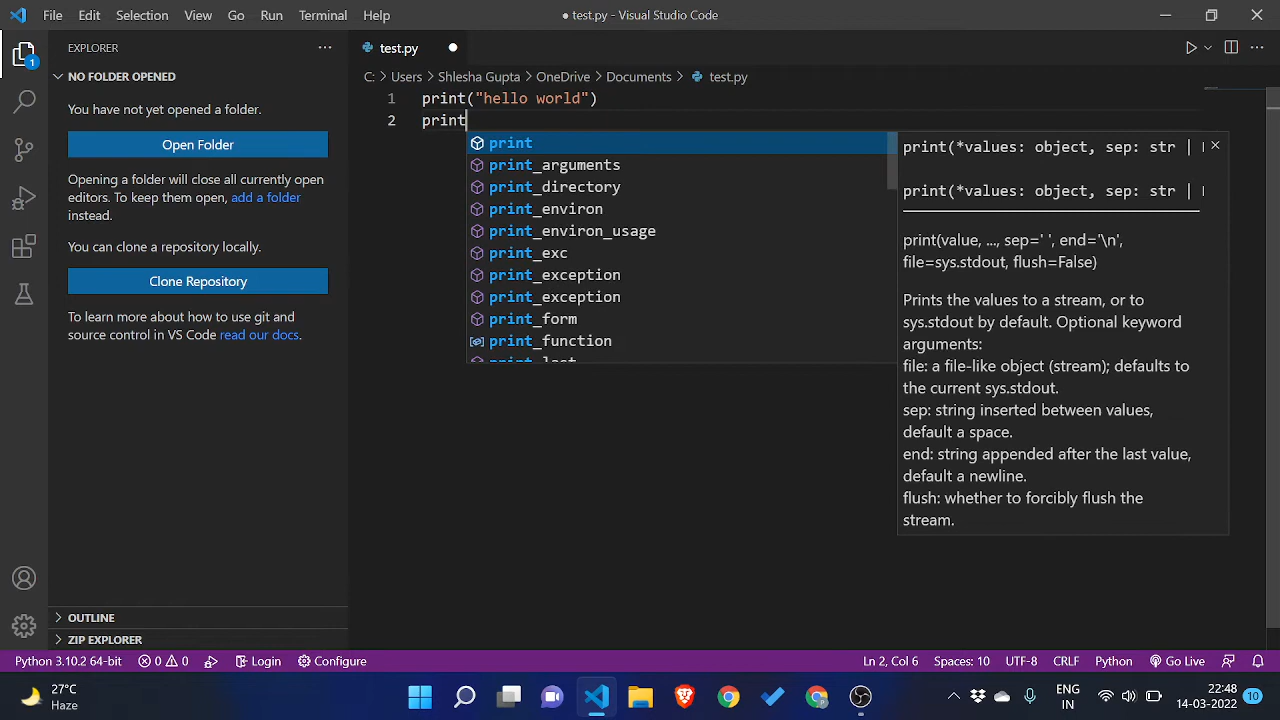 File Edit Selection View Go Run Terminal Help
● test.py - Visual Studio Code
EXPLORER
NO FOLDER OPENED
You have not yet opened a folder.
Open Folder
Opening a folder will close all currently open
editors. To keep them open, add a folder
instead.
You can clone a repository locally.
Clone Repository
To learn more about how to use git and
source control in VS Code read our docs.
OUTLINE
ZIP EXPLORER
1
test.py
C: > Users > Shlesha Gupta > OneDrive > Documents > test.py
1 print("hello world")
2 print
print
print_arguments
print_directory
print_environ
print_environ_usage
print_exc
print_exception
print_exception
print_form
print_function
print_last
print(*values: object, sep: str |
print(*values: object, sep: str |
print(value, ..., sep=' ', end='\n',
file=sys.stdout, flush=False)
Prints the values to a stream, or to
sys.stdout by default. Optional keyword
arguments:
file: a file-like object (stream); defaults to
the current sys.stdout.
sep: string inserted between values,
default a space.
end: string appended after the last value,
default a newline.
flush: whether to forcibly flush the
stream.
Python 3.10.2 64-bit 0 0 Login Configure Ln 2, Col 6 Spaces: 10 UTF-8 CRLF Python Go Live
27°C
Haze
ENG
IN
22:48
14-03-2022
10